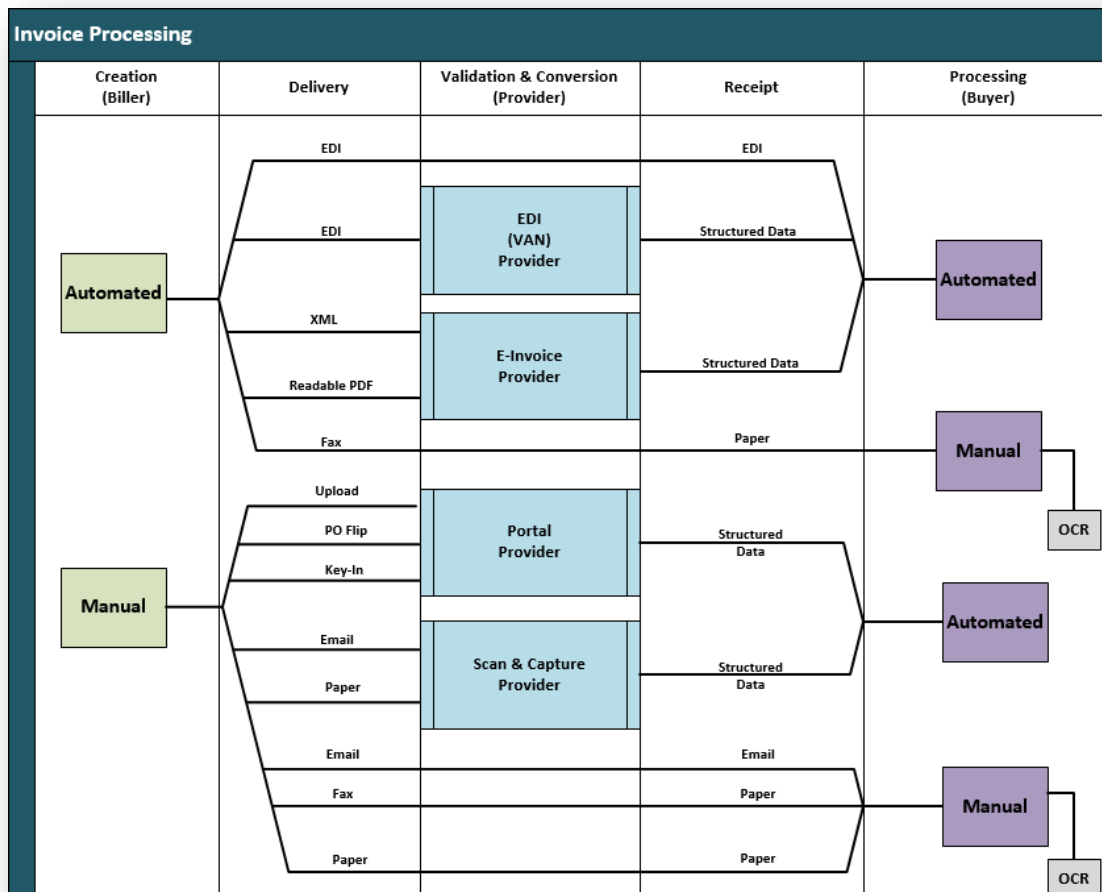 Invoice Processing
Creation
(Biller)
Delivery
Validation & Conversion
(Provider)
Receipt
Processing
(Buyer)
EDI
EDI
EDI
EDI
(VAN)
Provider
Structured Data
Automated
Automated
XML
E-Invoice
Provider
Structured Data
Readable PDF
Fax
Paper
Manual
OCR
Upload
PO Flip
Key-In
Portal
Provider
Structured
Data
Manual
Automated
Email
Paper
Scan & Capture
Provider
Structured
Data
Email
Email
Fax
Paper
Manual
Paper
Paper
OCR